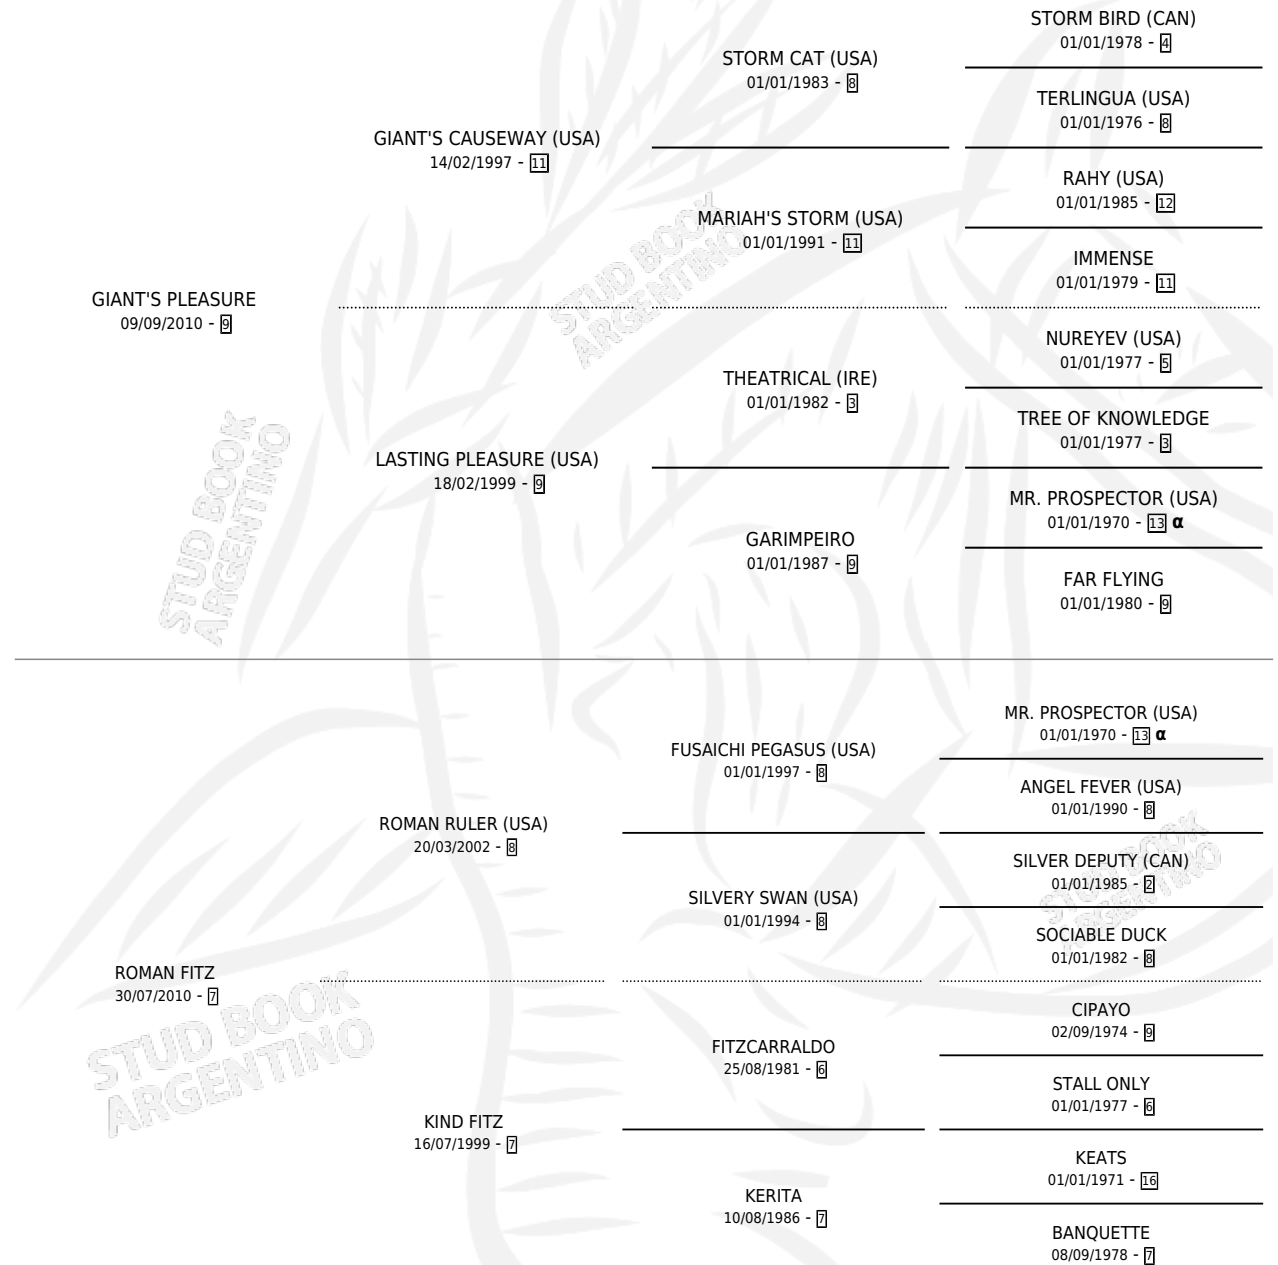 STORM BIRD (CAN)
01/01/1978 - 4
STORM CAT (USA)
01/01/1983 - 8
TERLINGUA (USA)
01/01/1976 - 8
GIANT'S CAUSEWAY (USA)
14/02/1997 - 11
RAHY (USA)
01/01/1985 - 12
MARIAH'S STORM (USA)
01/01/1991 - 11
IMMENSE
01/01/1979 - 11
GIANT'S PLEASURE
09/09/2010 - 9
NUREYEV (USA)
01/01/1977 - 5
THEATRICAL (IRE)
01/01/1982 - 3
TREE OF KNOWLEDGE
01/01/1977 - 3
LASTING PLEASURE (USA)
18/02/1999 - 9
MR. PROSPECTOR (USA)
01/01/1970 - 13 α
GARIMPEIRO
01/01/1987 - 9
FAR FLYING
01/01/1980 - 9
MR. PROSPECTOR (USA)
01/01/1970 - 13 α
FUSAICHI PEGASUS (USA)
01/01/1997 - 8
ANGEL FEVER (USA)
01/01/1990 - 8
ROMAN RULER (USA)
20/03/2002 - 8
SILVER DEPUTY (CAN)
01/01/1985 - 2
SILVERY SWAN (USA)
01/01/1994 - 8
SOCIABLE DUCK
01/01/1982 - 8
ROMAN FITZ
30/07/2010 - 7
CIPAYO
02/09/1974 - 9
FITZCARRALDO
25/08/1981 - 6
STALL ONLY
01/01/1977 - 6
KIND FITZ
16/07/1999 - 7
KEATS
01/01/1971 - 16
KERITA
10/08/1986 - 7
BANQUETTE
08/09/1978 - 7
STUD BOOK
ARGENTINO
STUD BOOK
ARGENTINO
STUD BOOK
ARGENTINO
STUD BOOK
ARGENTINO